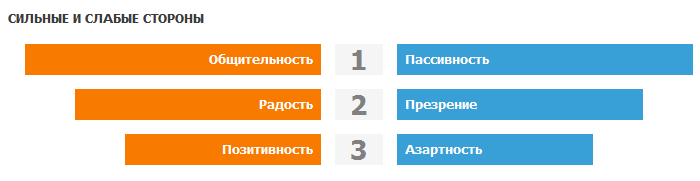 СИЛЬНЫЕ И СЛАБЫЕ СТОРОНЫ
Общительность 1 Пассивность
Радость 2 Презрение
Позитивность 3 Азартность